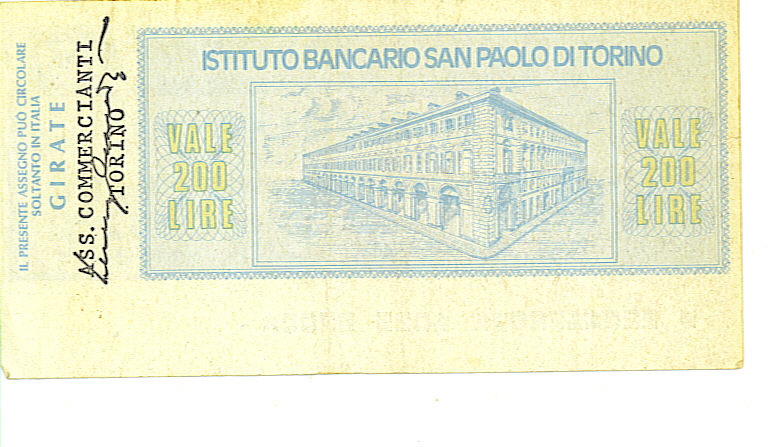 IL PRESENTE ASSEGNO PUÒ CIRCOLARE
SOLTANTO IN ITALIA
GIRATE
ASS. COMMERCIANTI
TORINO
ISTITUTO BANCARIO SAN PAOLO DI TORINO
VALE
200
LIRE
VALE
200
LIRE